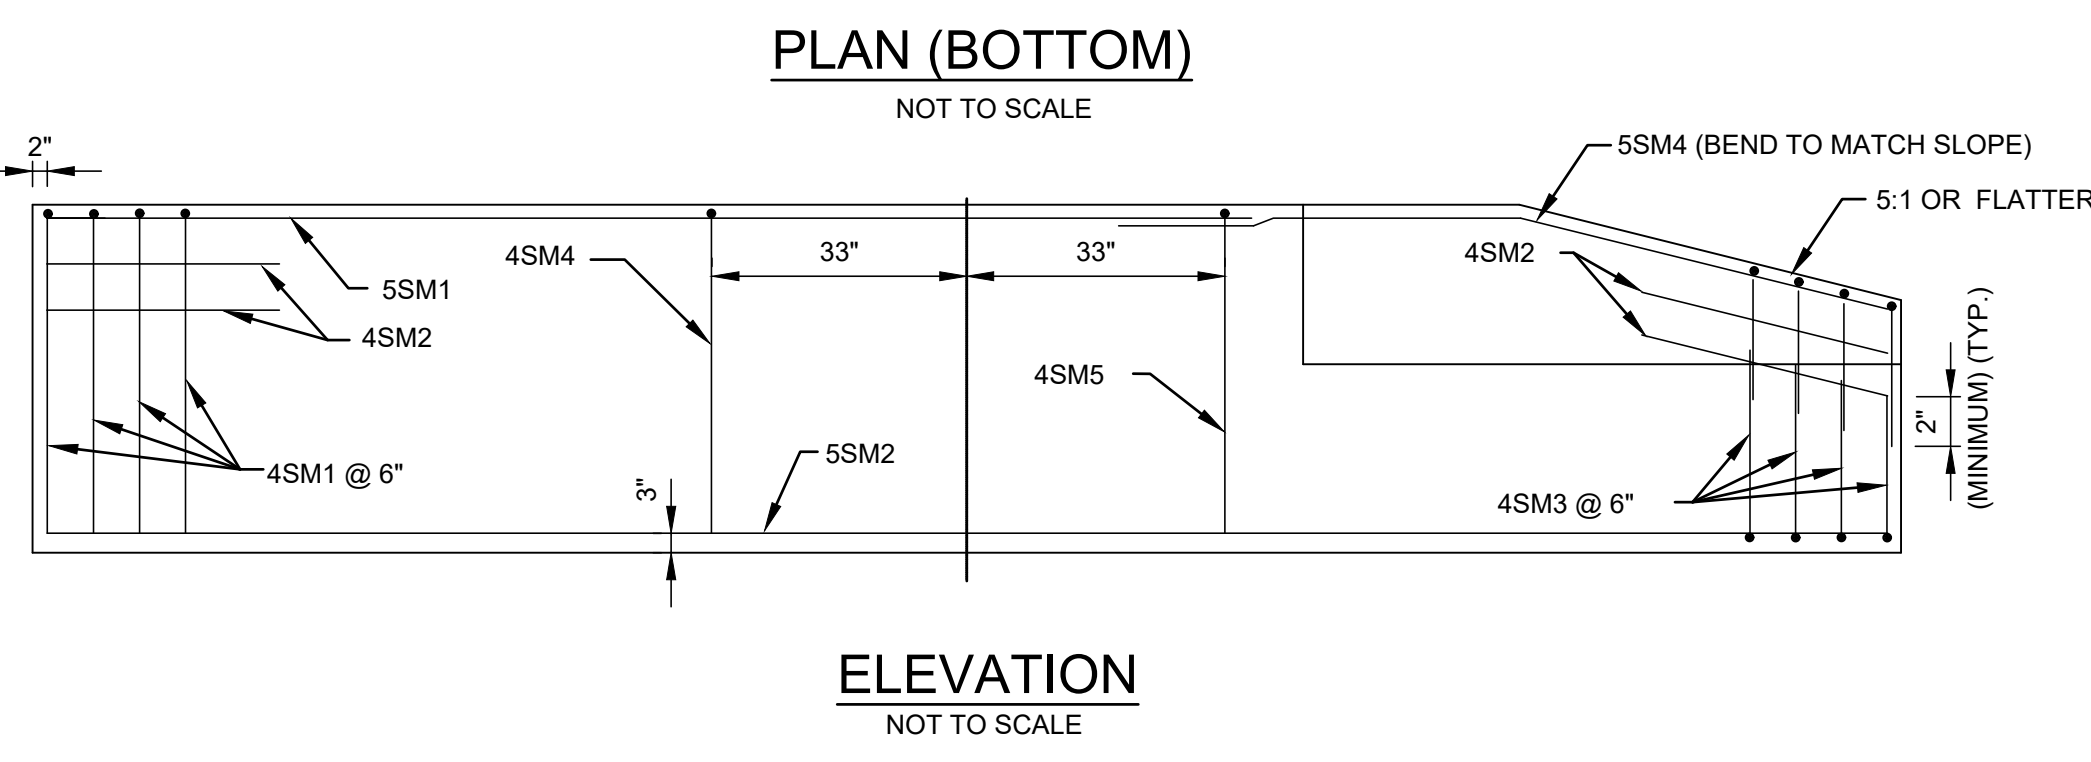 PLAN (BOTTOM)
NOT TO SCALE
2"
5SM4 (BEND TO MATCH SLOPE)
5:1 OR FLATTER
4SM4
33"
33"
4SM2
5SM1
4SM2
4SM5
2"
(MINIMUM) (TYP.)
5SM2
4SM1 @ 6"
3"
4SM3 @ 6"
ELEVATION
NOT TO SCALE